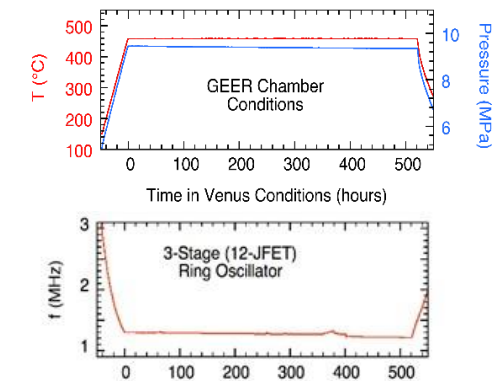 500
400
300
200
100
T (°C)
10
8
6
Pressure (MPa)
GEER Chamber
Conditions
0 100 200 300 400 500
Time in Venus Conditions (hours)
3
2
1
f (MHz)
3-Stage (12-JFET)
Ring Oscillator
0 100 200 300 400 500